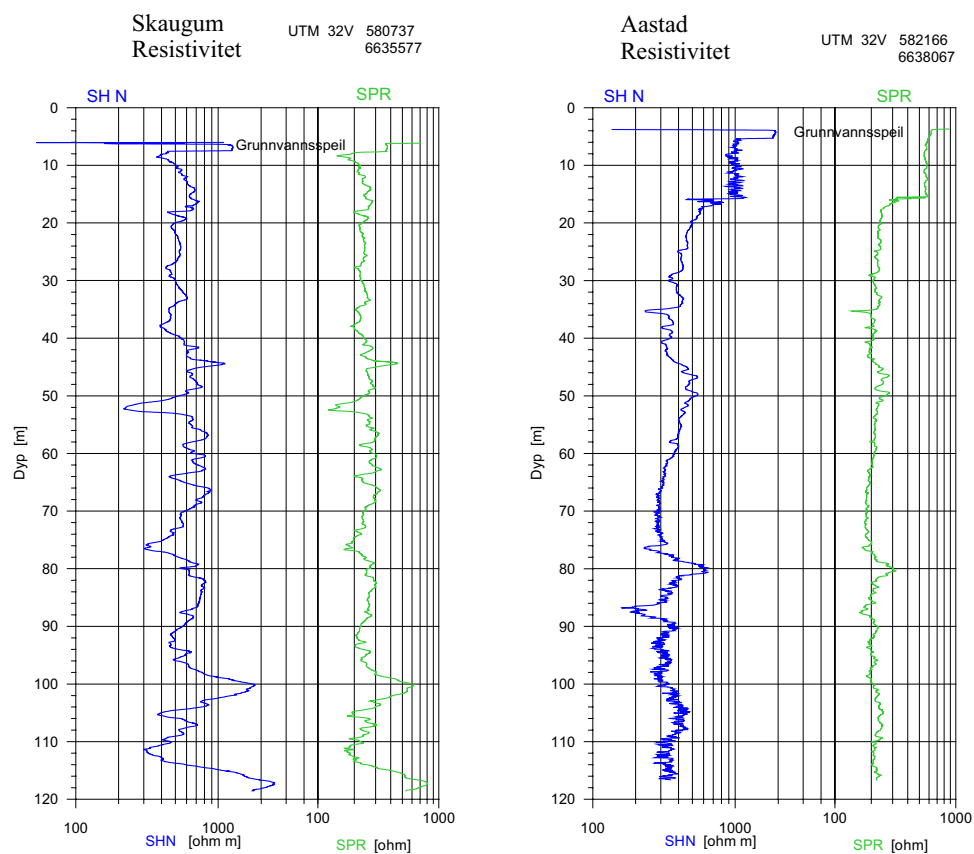 Skaugum
Resistivitet
UTM 32V 580737
6635577
SH N
SPR
Grunnvannsspeil
0
10
20
30
40
50
60
70
80
90
100
110
120
Dyp [m]
100 1000 100 1000
SHN [ohm m] SPR [ohm]
Aastad
Resistivitet
UTM 32V 582166
6638067
SH N
SPR
Grunnvannsspeil
0
10
20
30
40
50
60
70
80
90
100
110
120
Dyp [m]
100 1000 100 1000
SHN [ohm m] SPR [ohm]